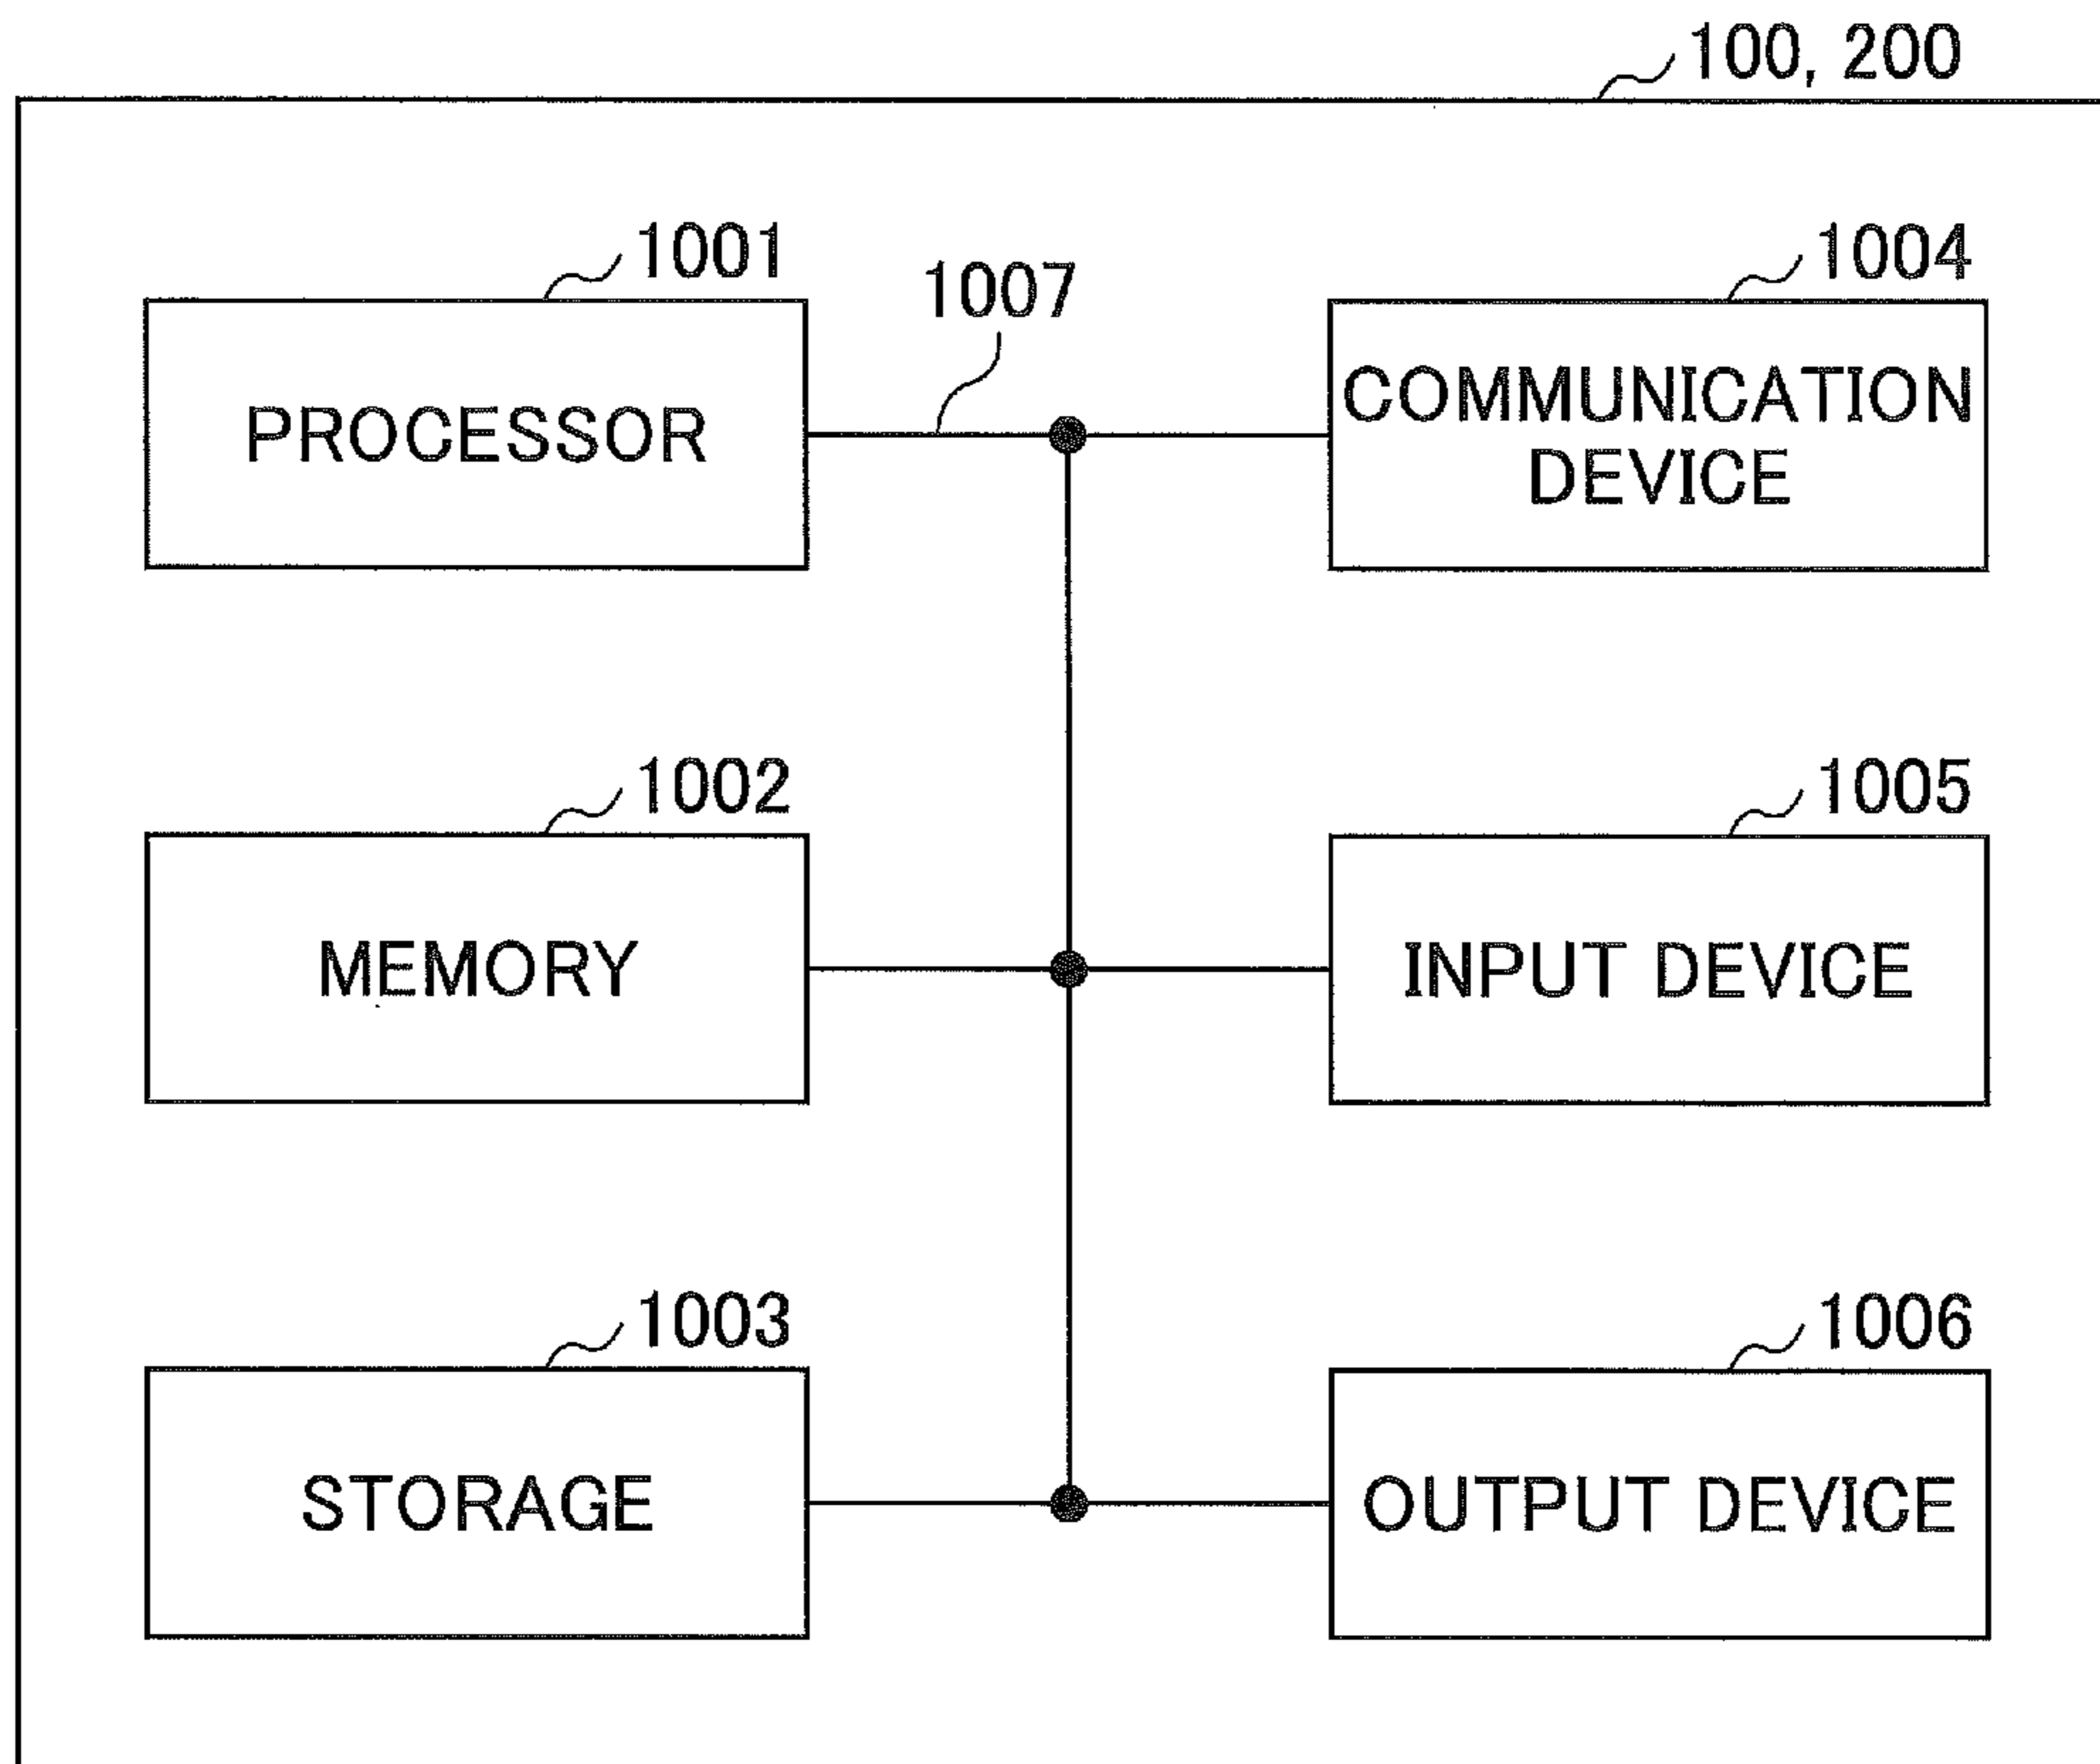 100, 200
1001
1007
1004
PROCESSOR
COMMUNICATION
DEVICE
1002
1005
MEMORY
INPUT DEVICE
1003
1006
STORAGE
OUTPUT DEVICE